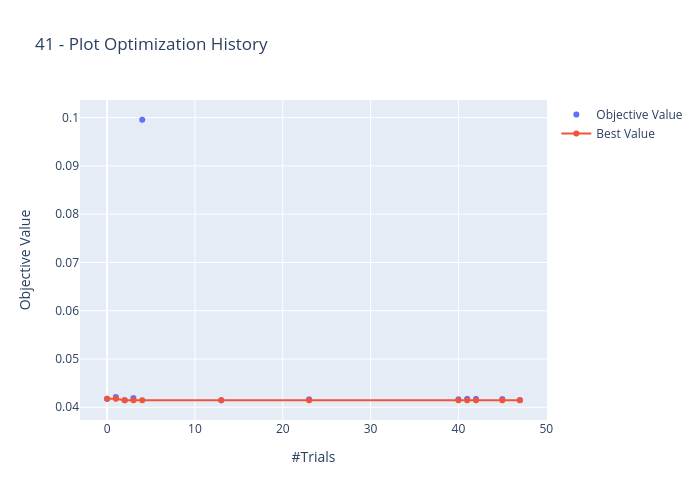 41 - Plot Optimization History
Objective Value
Best Value
0.1
0.09
0.08
0.07
0.06
0.05
0.04
Objective Value
0
10
20
30
40
50
#Trials